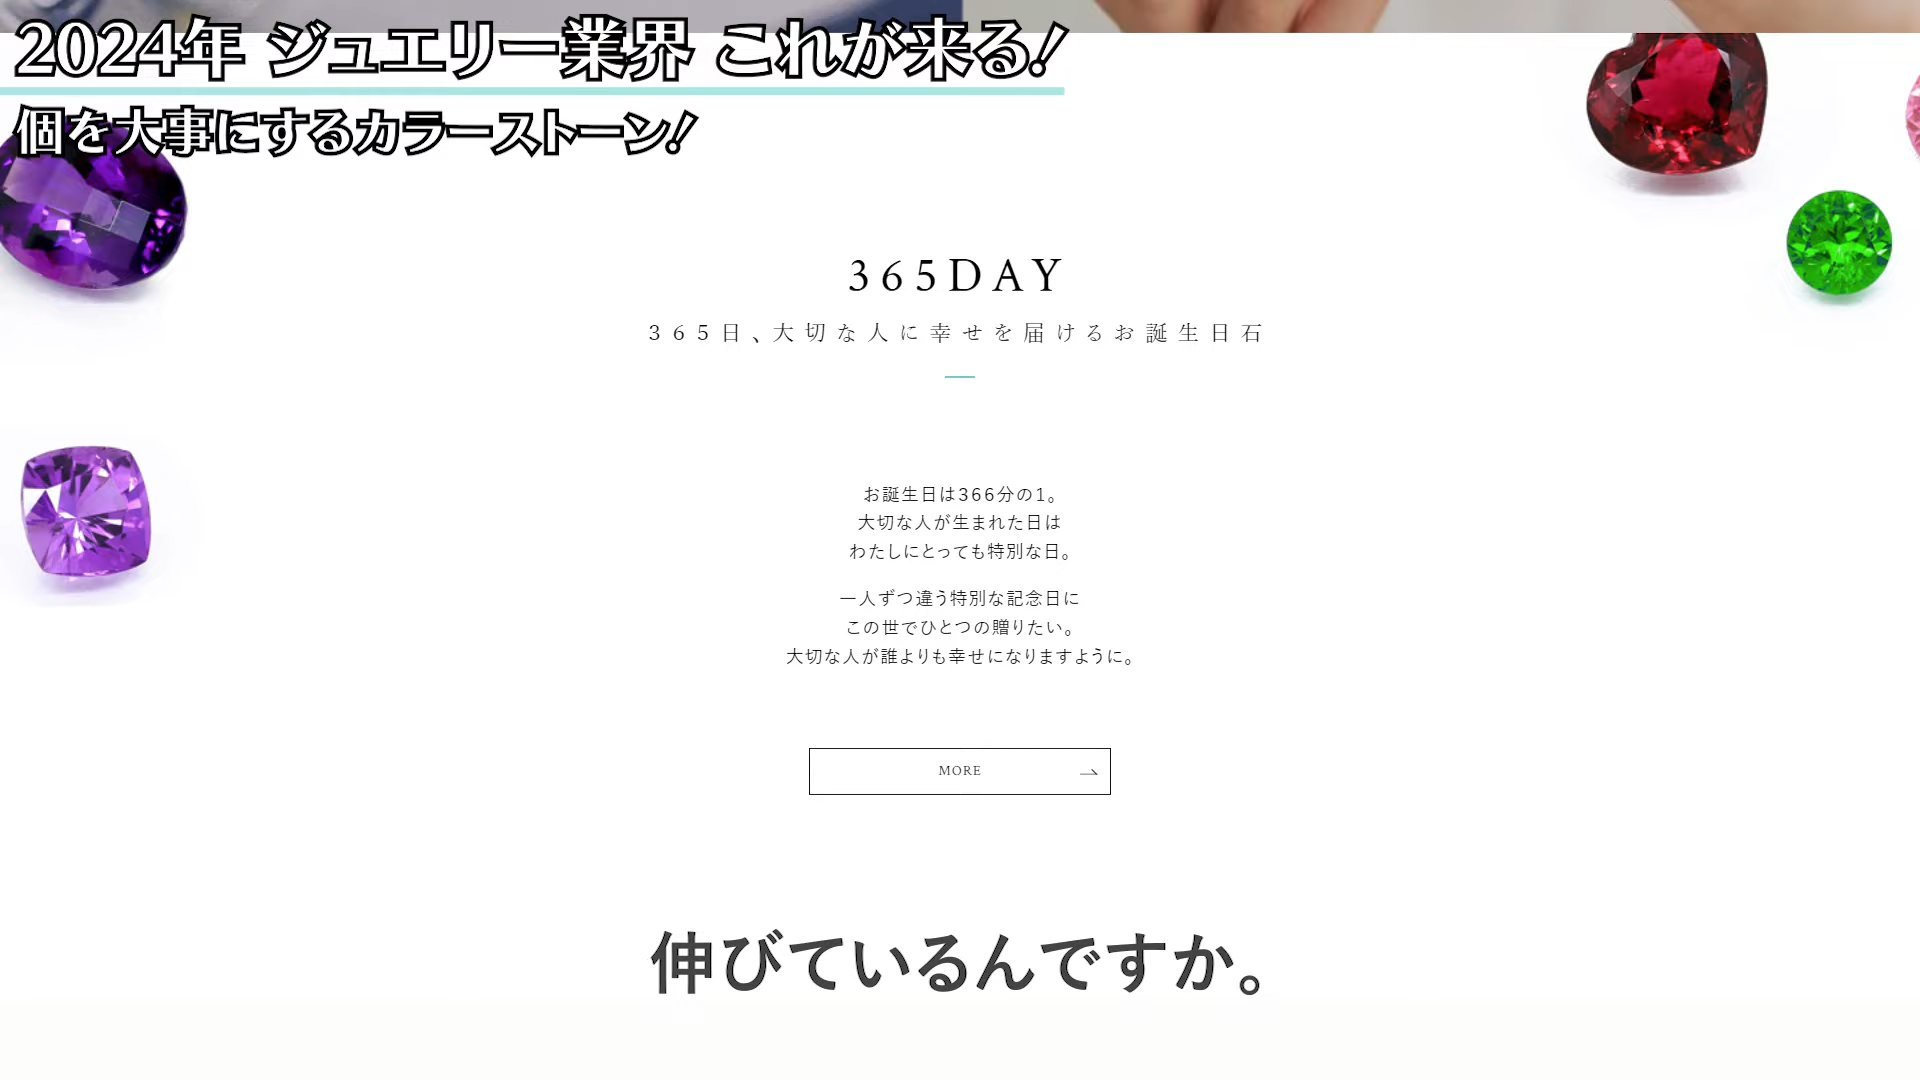 2024年 ジュエリー業界 これが来る!
個を大事にするカラーストーン!
365DAY
365日、大切な人に幸せを届けるお誕生日石
お誕生日は366分の1。
大切な人が生まれた日は
わたしにとっても特別な日。
一人ずつ違う特別な記念日に
この世でひとつの贈りたい。
大切な人が誰よりも幸せになりますように。
MORE
伸びているんですか。